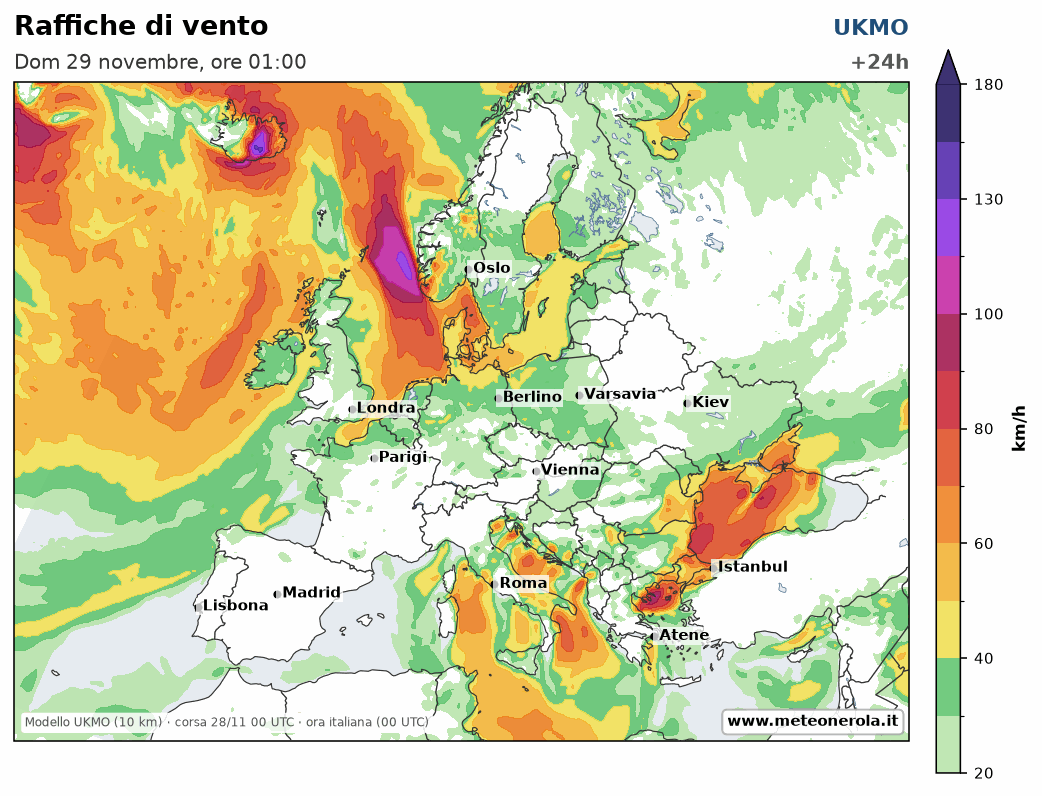 Raffiche di vento
UKMO
Dom 29 novembre, ore 01:00
+24h
180
130
100
80
60
40
20
km/h
Oslo
Londra
Berlino
Varsavia
Kiev
Parigi
Vienna
Istanbul
Roma
Madrid
Lisbona
Atene
Modello UKMO (10 km) · corsa 28/11 00 UTC · ora italiana (00 UTC)
www.meteonerola.it